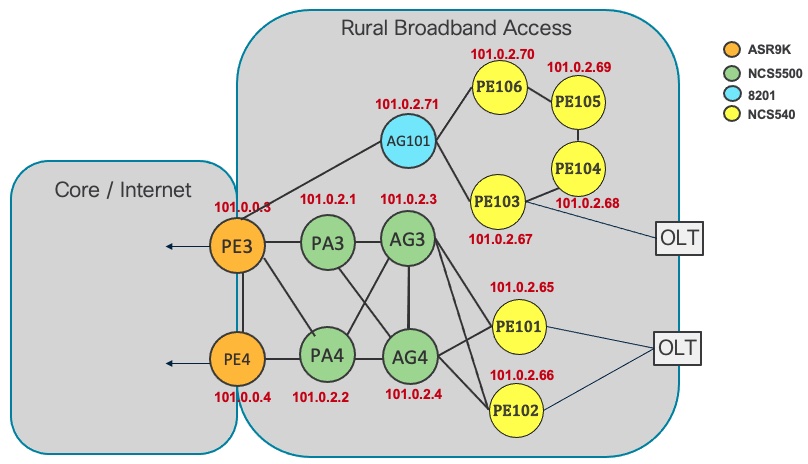 Rural Broadband Access
ASR9K
NCS5500
8201
NCS540
101.0.2.70
101.0.2.69
PE106
PE105
101.0.2.71
AG101
PE104
101.0.2.68
PE103
101.0.2.67
Core / Internet
101.0.0.3
101.0.2.1
101.0.2.3
PE3
PA3
AG3
OLT
101.0.2.65
PE101
PE4
PA4
AG4
OLT
101.0.2.66
101.0.0.4
101.0.2.2
101.0.2.4
PE102